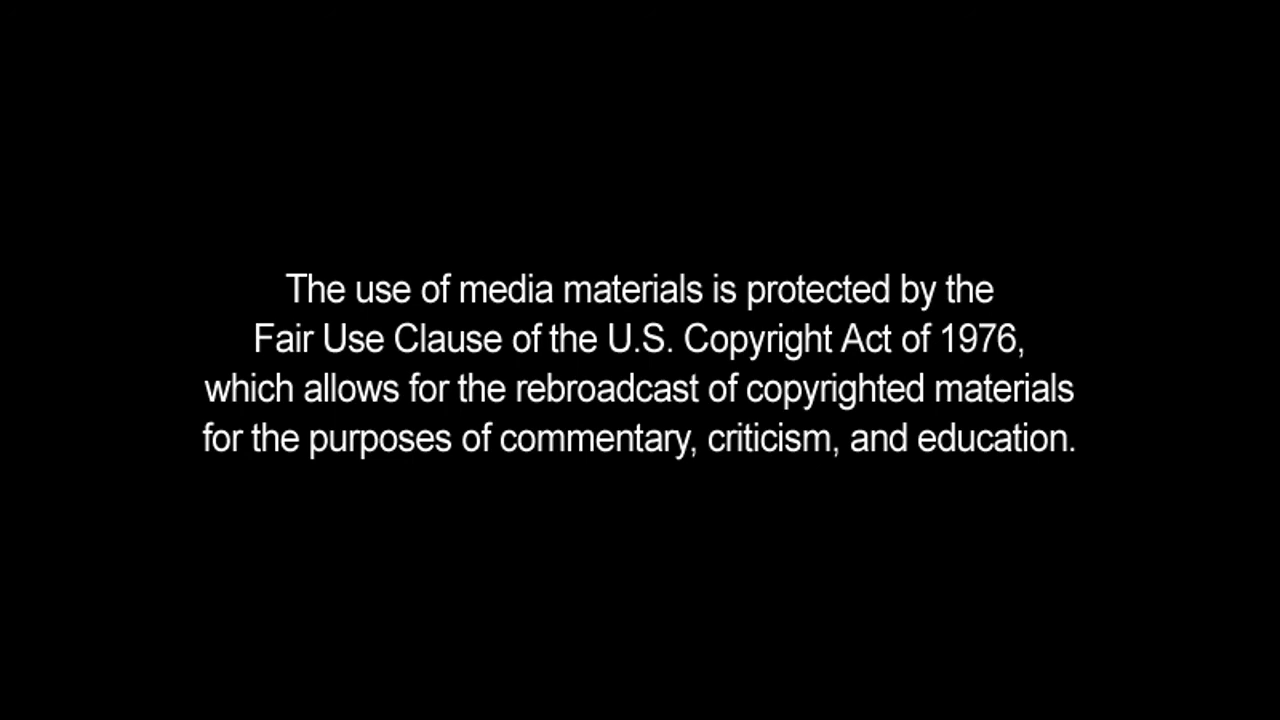 The use of media materials is protected by the
Fair Use Clause of the U.S. Copyright Act of 1976,
which allows for the rebroadcast of copyrighted materials
for the purposes of commentary, criticism, and education.